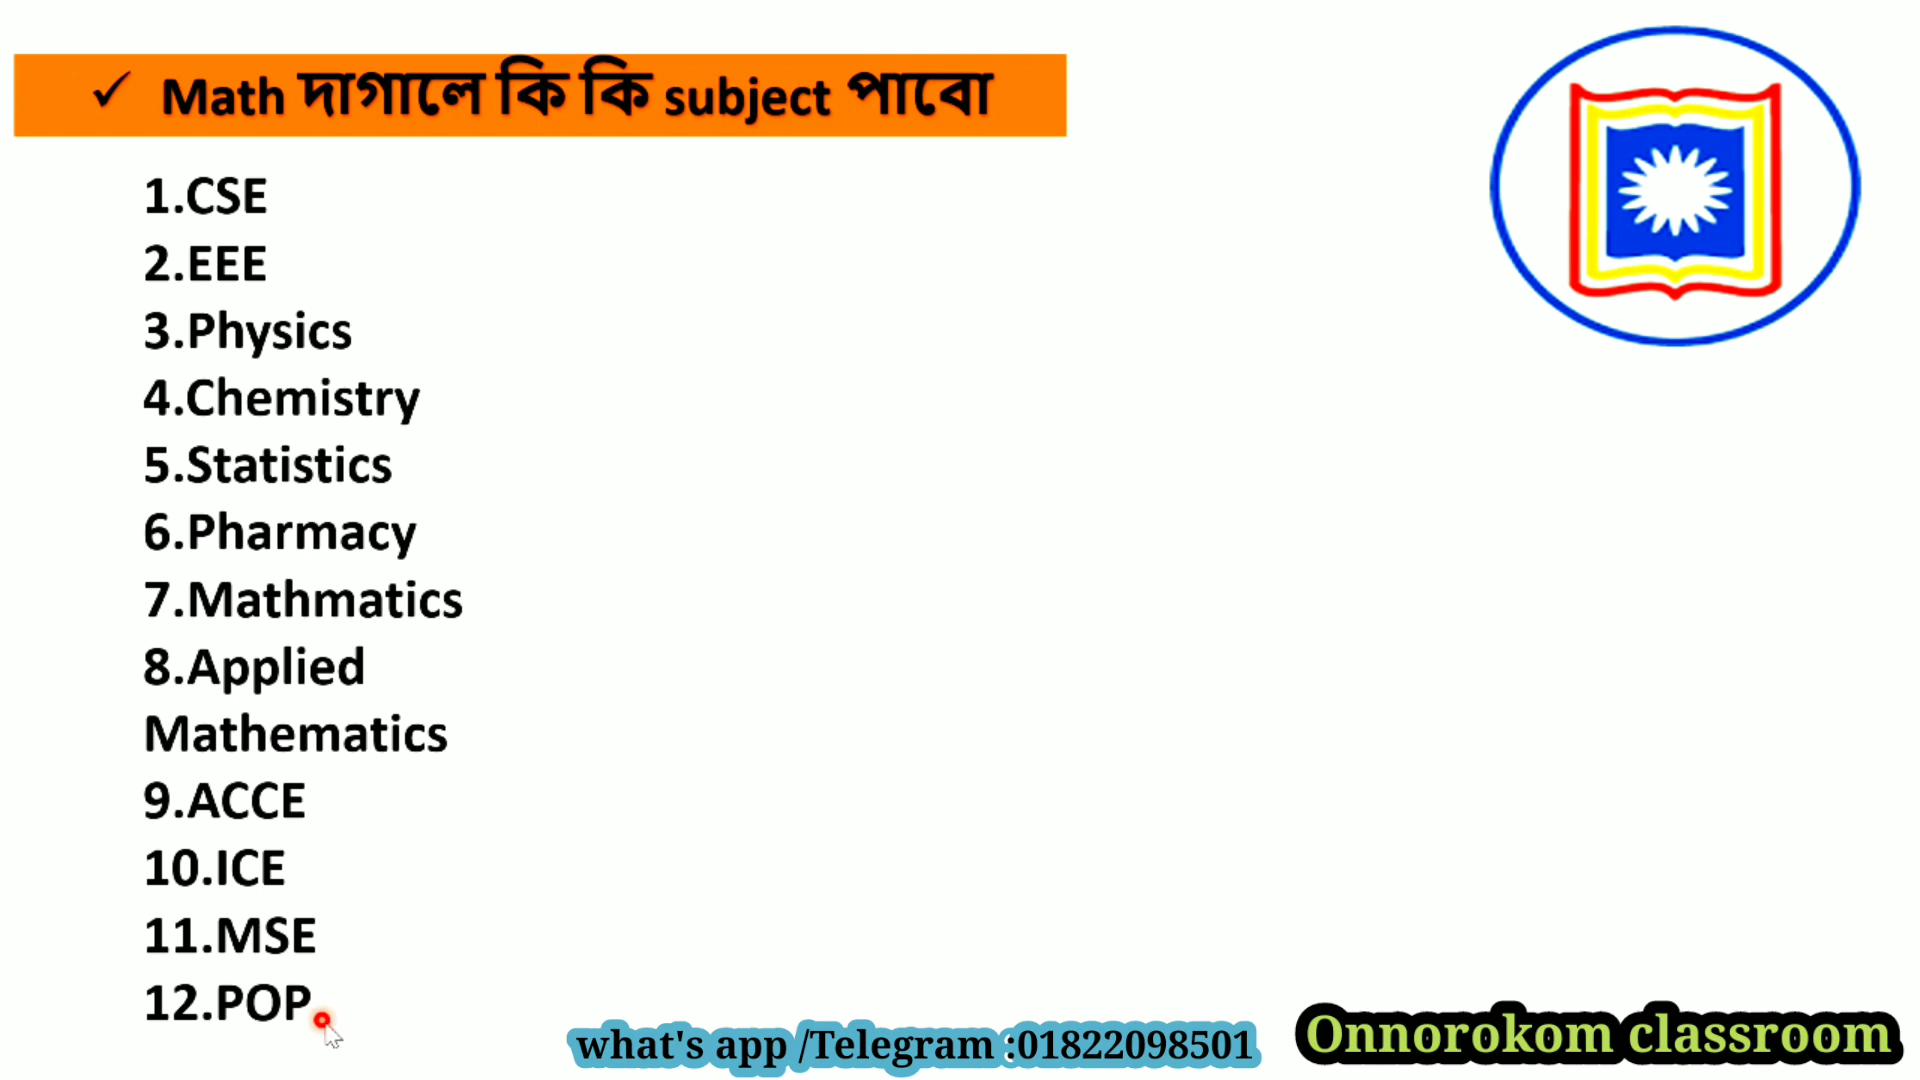 ✓ Math দাগালে কি কি subject পাবো
1.CSE
2.EEE
3.Physics
4.Chemistry
5.Statistics
6.Pharmacy
7.Mathmatics
8.Applied
Mathematics
9.ACCE
10.ICE
11.MSE
12.POP
what's app /Telegram :01822098501
Onnorokom classroom